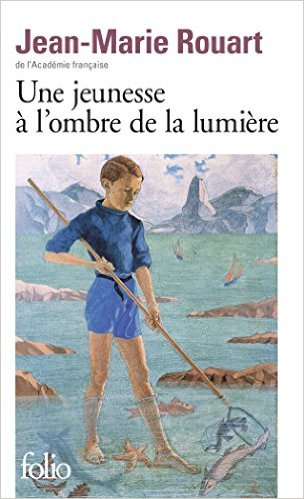 Jean-Marie Rouart
de l'Académie française
Une jeunesse
à l'ombre de la lumière
folio